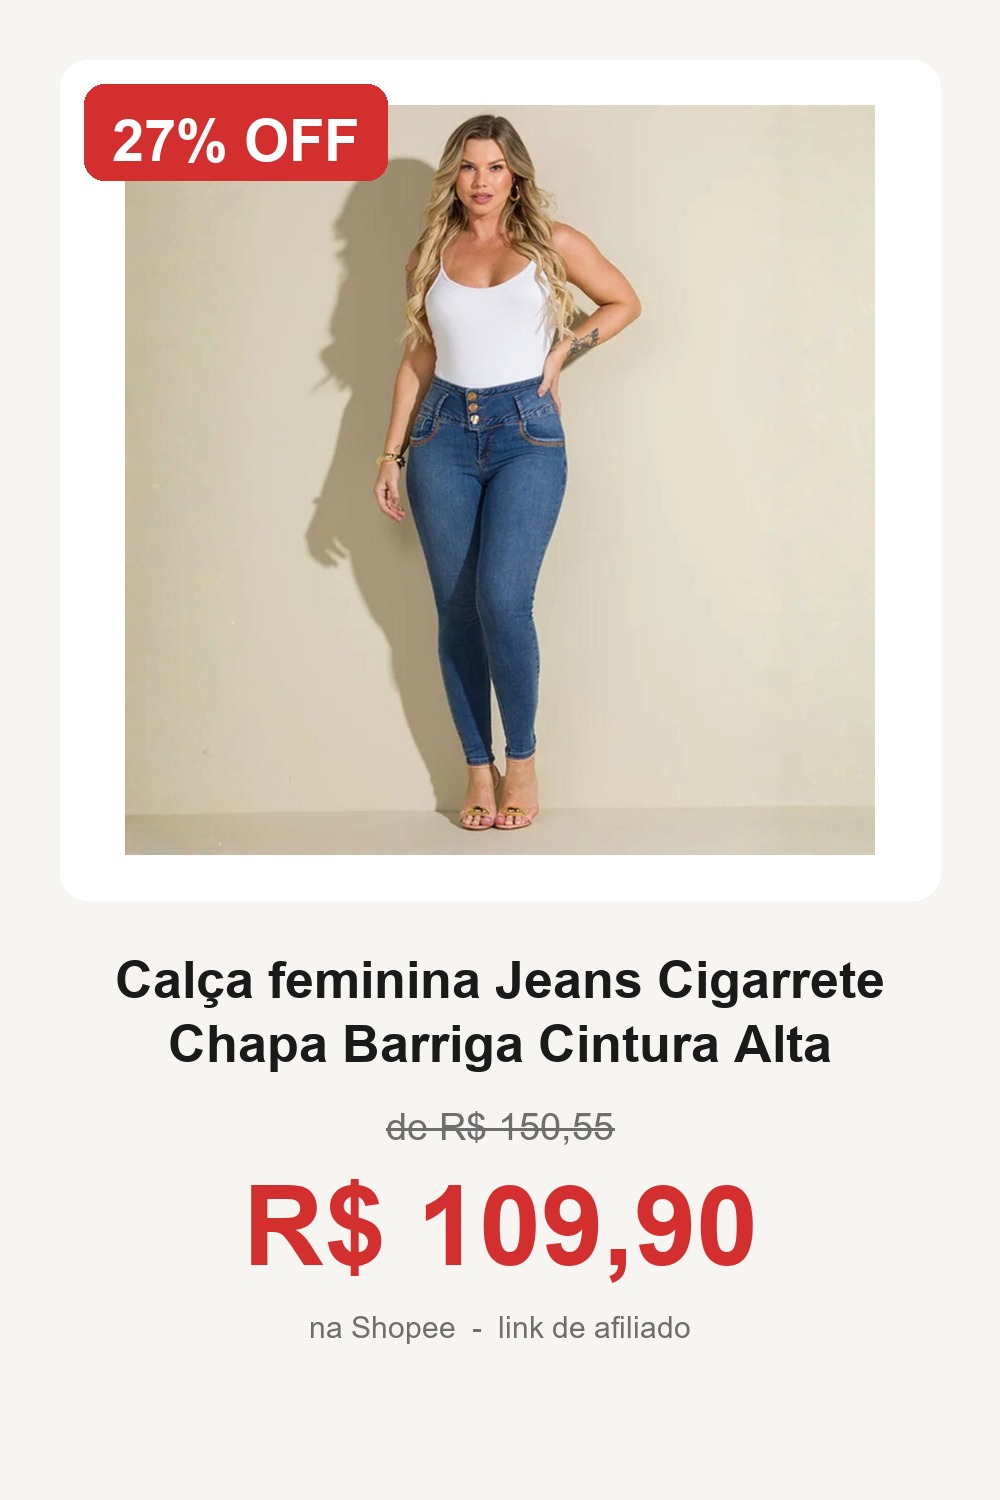 27% OFF
Calça feminina Jeans Cigarrete
Chapa Barriga Cintura Alta
de R$ 150,55
R$ 109,90
na Shopee - link de afiliado